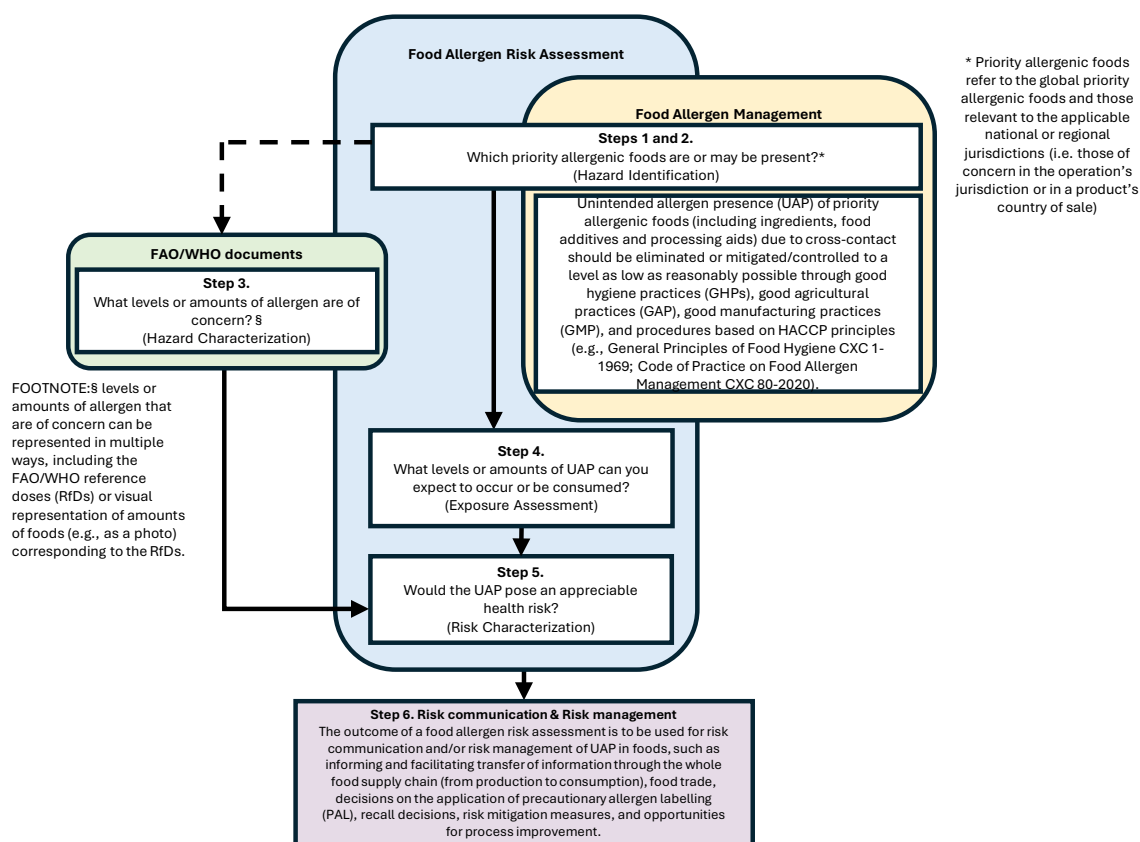 Food Allergen Risk Assessment
* Priority allergenic foods
refer to the global priority
allergenic foods and those
relevant to the applicable
national or regional
jurisdictions (i.e. those of
concern in the operation's
jurisdiction or in a product's
country of sale)
Food Allergen Management
Steps 1 and 2.
Which priority allergenic foods are or may be present?*
(Hazard Identification)
Unintended allergen presence (UAP) of priority
allergenic foods (including ingredients, food
additives and processing aids) due to cross-contact
should be eliminated or mitigated/controlled to a
level as low as reasonably possible through good
hygiene practices (GHPs), good agricultural
practices (GAP), good manufacturing practices
(GMP), and procedures based on HACCP principles
(e.g., General Principles of Food Hygiene CXC 1-
1969; Code of Practice on Food Allergen
Management CXC 80-2020).
FAO/WHO documents
Step 3.
What levels or amounts of allergen are of
concern? §
(Hazard Characterization)
FOOTNOTE:§ levels or
amounts of allergen that
are of concern can be
represented in multiple
ways, including the
FAO/WHO reference
doses (RfDs) or visual
representation of amounts
of foods (e.g., as a photo)
corresponding to the RfDs.
Step 4.
What levels or amounts of UAP can you
expect to occur or be consumed?
(Exposure Assessment)
Step 5.
Would the UAP pose an appreciable
health risk?
(Risk Characterization)
Step 6. Risk communication & Risk management
The outcome of a food allergen risk assessment is to be used for risk
communication and/or risk management of UAP in foods, such as
informing and facilitating transfer of information through the whole
food supply chain (from production to consumption), food trade,
decisions on the application of precautionary allergen labelling
(PAL), recall decisions, risk mitigation measures, and opportunities
for process improvement.